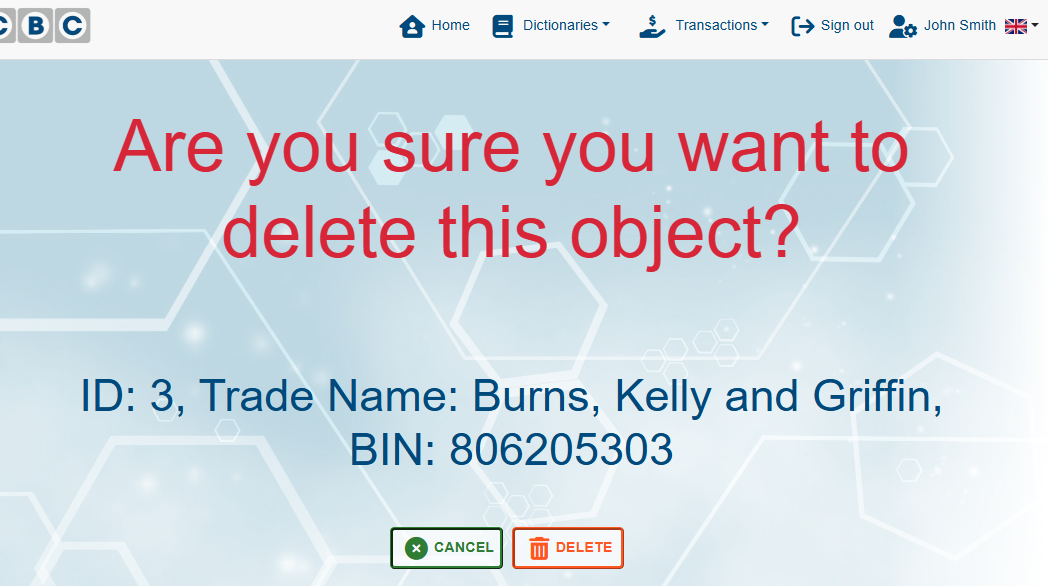 C B C
Home Dictionaries Transactions Sign out John Smith
Are you sure you want to
delete this object?
ID: 3, Trade Name: Burns, Kelly and Griffin,
BIN: 806205303
CANCEL DELETE